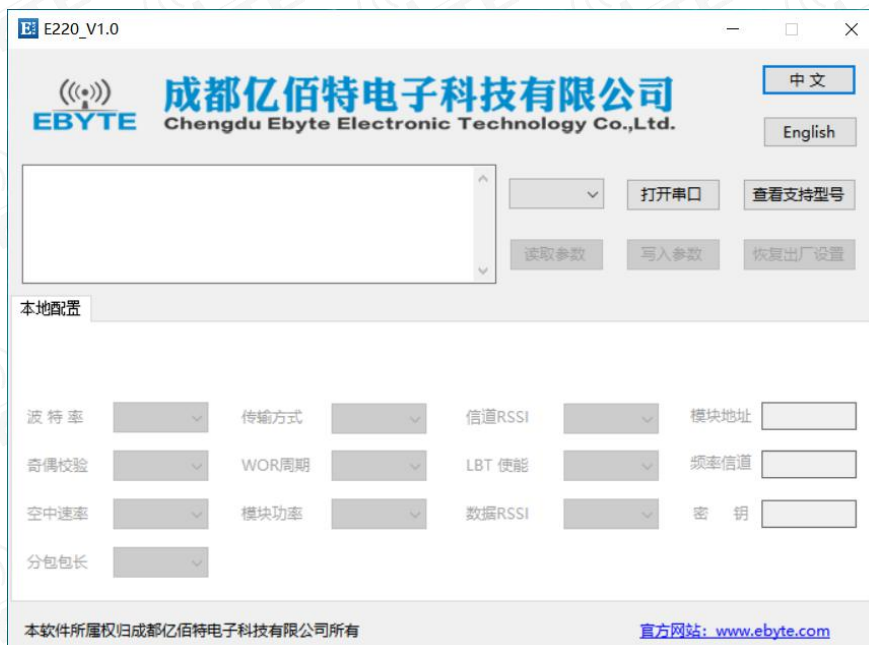 E220_V1.0
EBYTE
成都亿佰特电子科技有限公司
Chengdu Ebyte Electronic Technology Co.,Ltd.
中文
English
打开串口
查看支持型号
读取参数
写入参数
恢复出厂设置
本地配置
波特率
传输方式
信道RSSI
模块地址
奇偶校验
WOR周期
LBT 使能
频率信道
空中速率
模块功率
数据RSSI
密 钥
分包包长
本软件所属权归成都亿佰特电子科技有限公司所有
官方网站：www.ebyte.com